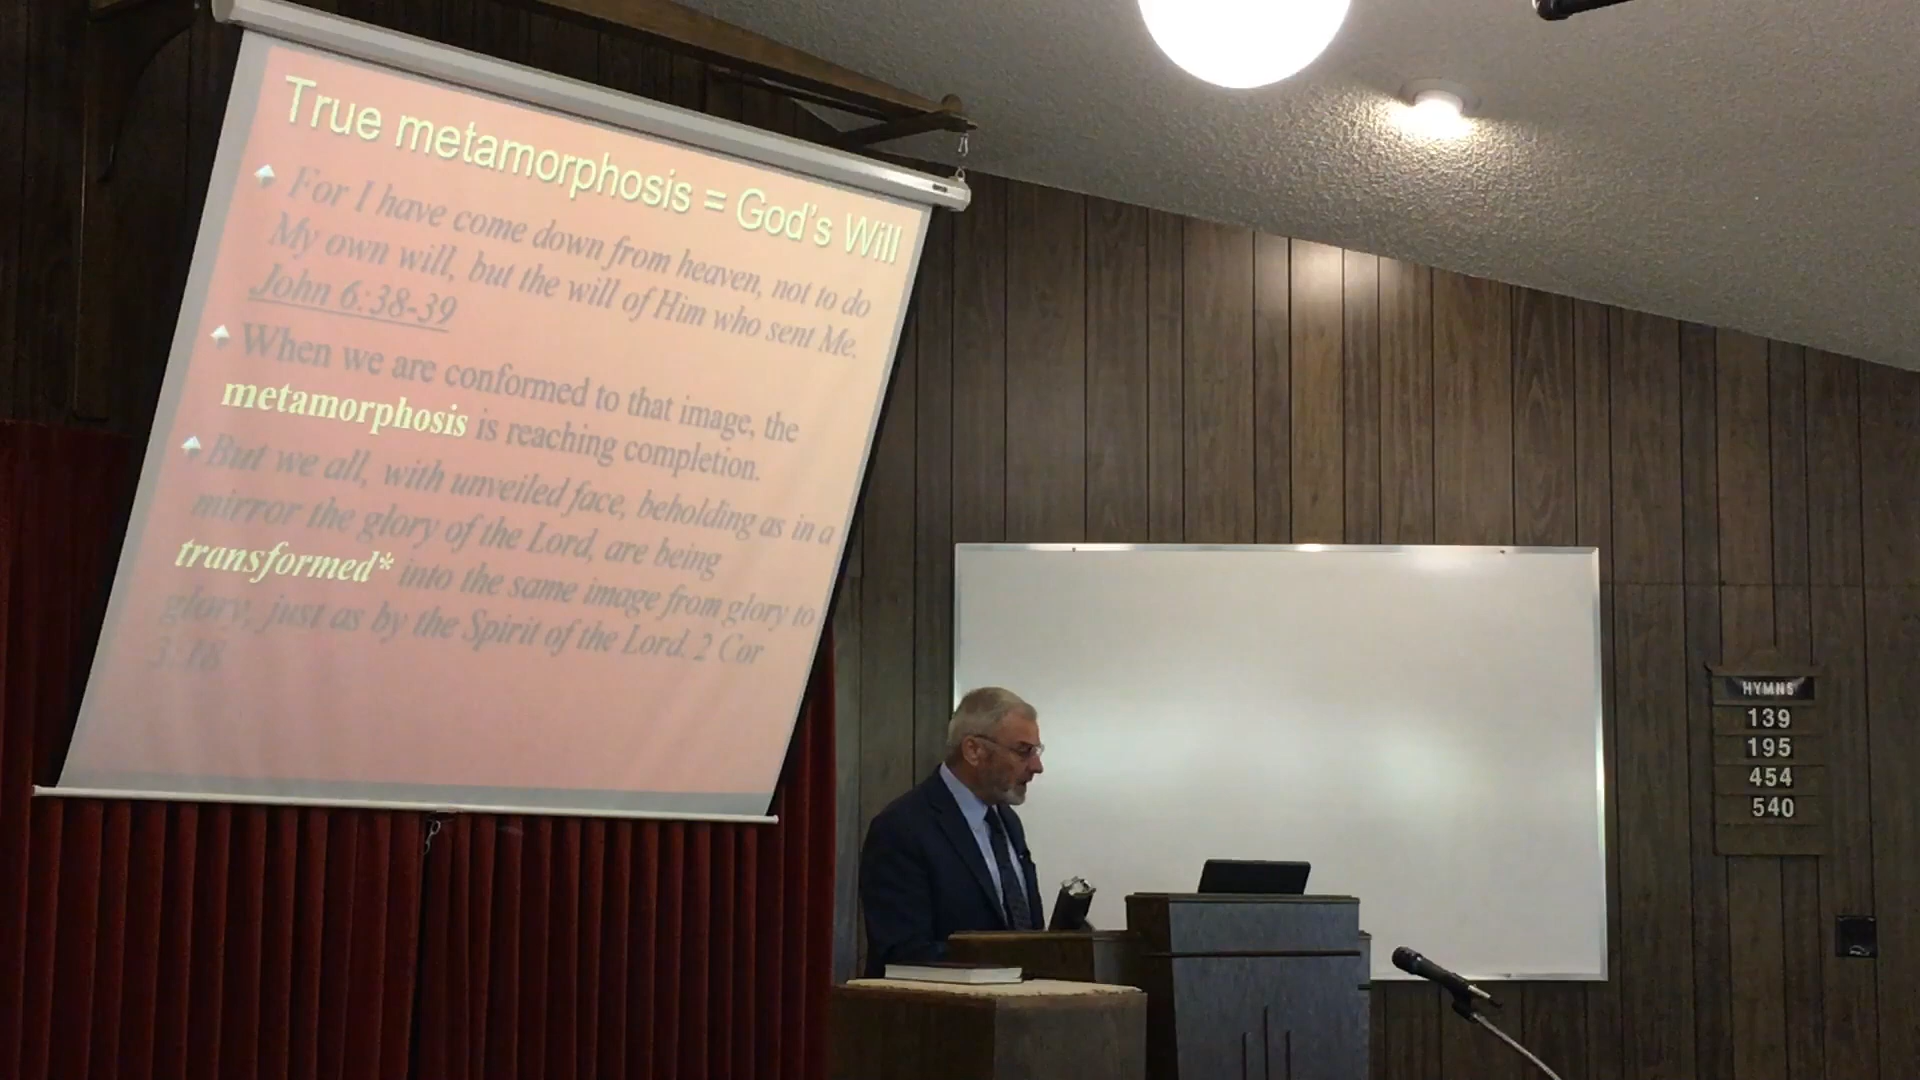 True metamorphosis = God's Will
For I have come down from heaven, not to do
My own will, but the will of Him who sent Me.
John 6:38-39
When we are conformed to that image, the
metamorphosis is reaching completion.
But we all, with unveiled face, beholding as in a
mirror the glory of the Lord, are being
transformed* into the same image from glory to
glory, just as by the Spirit of the Lord. 2 Cor
3:18
HYMNS
139
195
454
540